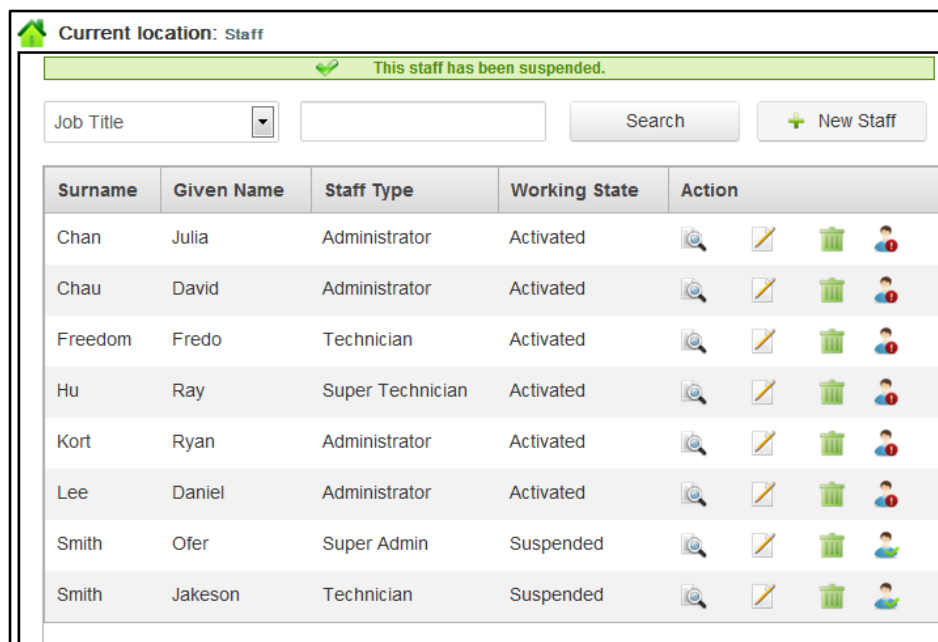 Current location: Staff
This staff has been suspended.
Job Title Search New Staff
Surname Given Name Staff Type Working State Action
Chan Julia Administrator Activated
Chau David Administrator Activated
Freedom Fredo Technician Activated
Hu Ray Super Technician Activated
Kort Ryan Administrator Activated
Lee Daniel Administrator Activated
Smith Ofer Super Admin Suspended
Smith Jakeson Technician Suspended